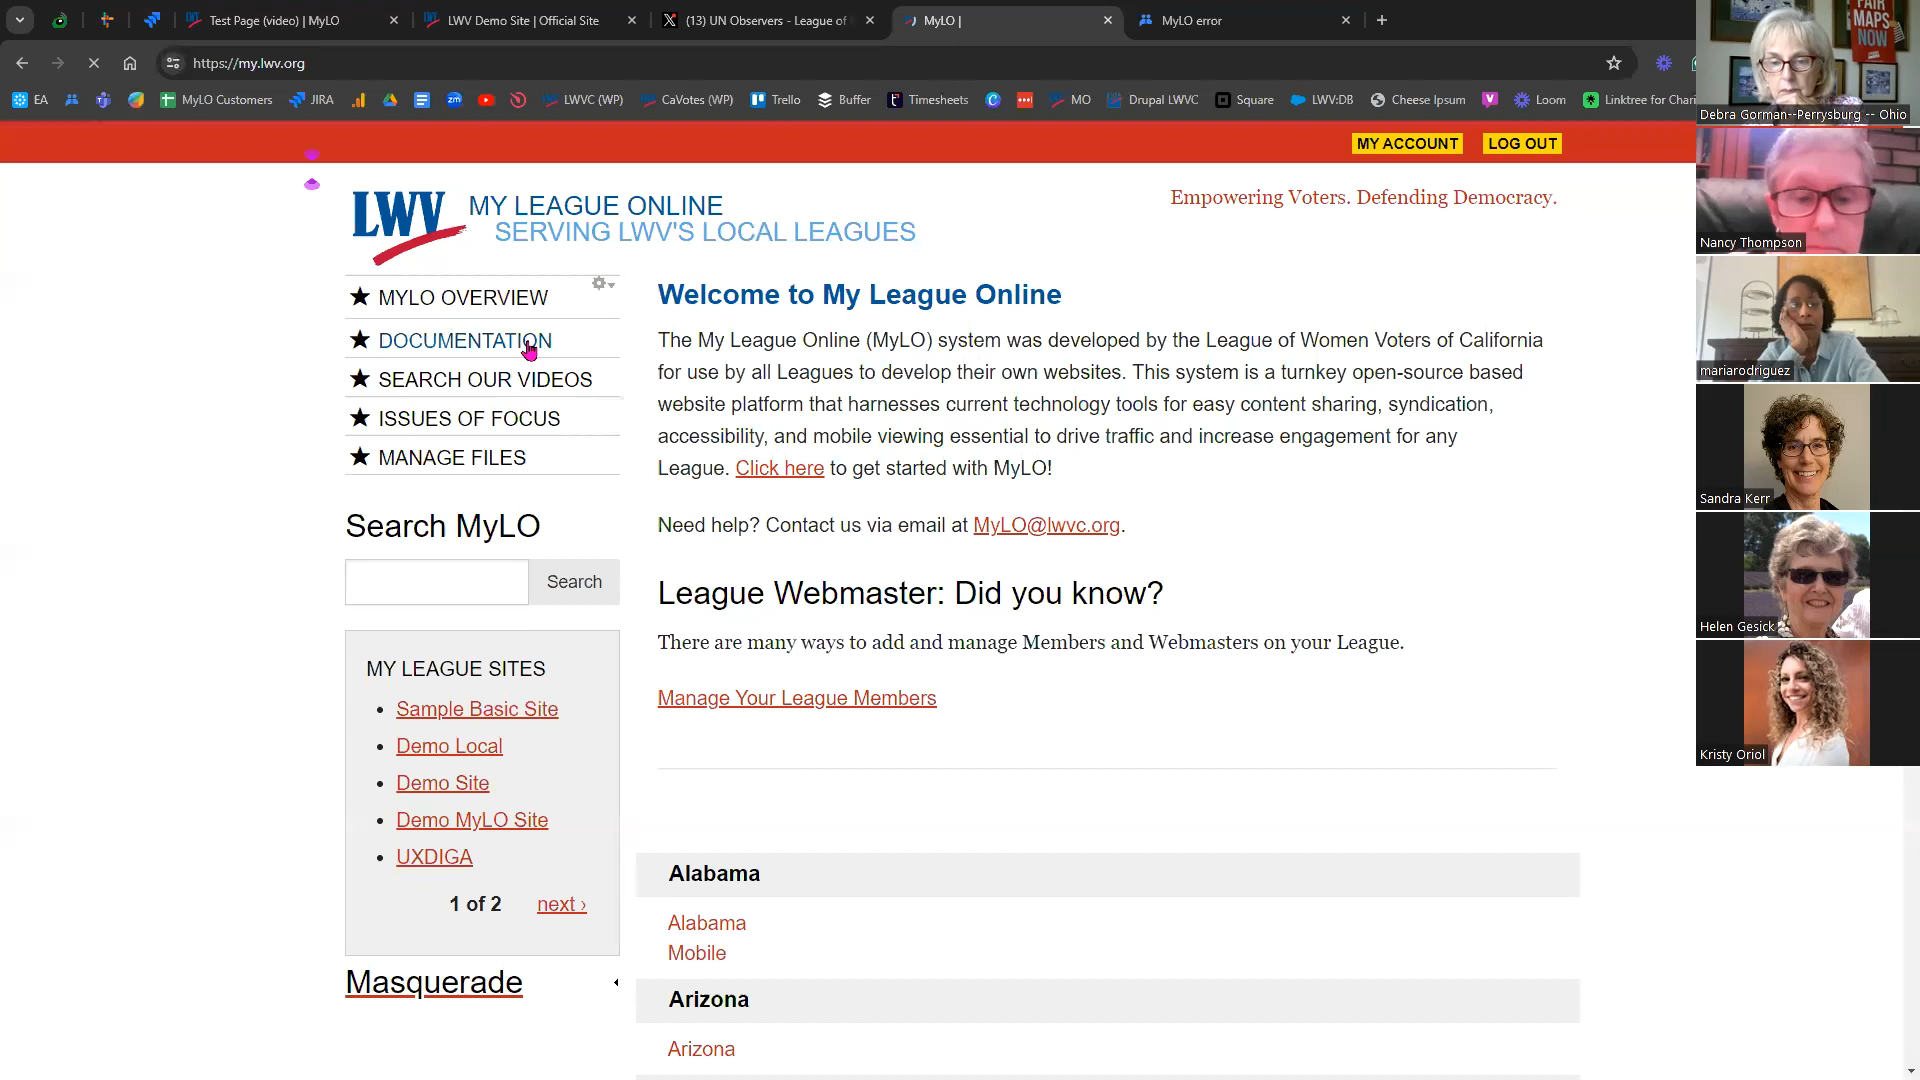 Test Page (video) | MyLO
LWV Demo Site | Official Site
(13) UN Observers - League of
MyLO |
MyLO error
https://my.lwv.org
EA
MyLO Customers
JIRA
LWVC (WP)
CaVotes (WP)
Trello
Buffer
Timesheets
MO
Drupal LWVC
Square
LWV:DB
Cheese Ipsum
Loom
Linktree for Chari
MY ACCOUNT
LOG OUT
LWV
MY LEAGUE ONLINE
SERVING LWV'S LOCAL LEAGUES
Empowering Voters. Defending Democracy.
MYLO OVERVIEW
DOCUMENTATION
SEARCH OUR VIDEOS
ISSUES OF FOCUS
MANAGE FILES
Search MyLO
Search
MY LEAGUE SITES
Sample Basic Site
Demo Local
Demo Site
Demo MyLO Site
UXDIGA
1 of 2
next ›
Masquerade
Welcome to My League Online
The My League Online (MyLO) system was developed by the League of Women Voters of California
for use by all Leagues to develop their own websites. This system is a turnkey open-source based
website platform that harnesses current technology tools for easy content sharing, syndication,
accessibility, and mobile viewing essential to drive traffic and increase engagement for any
League. Click here to get started with MyLO!
Need help? Contact us via email at MyLO@lwvc.org.
League Webmaster: Did you know?
There are many ways to add and manage Members and Webmasters on your League.
Manage Your League Members
Alabama
Alabama
Mobile
Arizona
Arizona
FAIR
MAPS
NOW
Debra Gorman--Perrysburg -- Ohio
Nancy Thompson
mariarodriguez
Sandra Kerr
Helen Gesick
Kristy Oriol